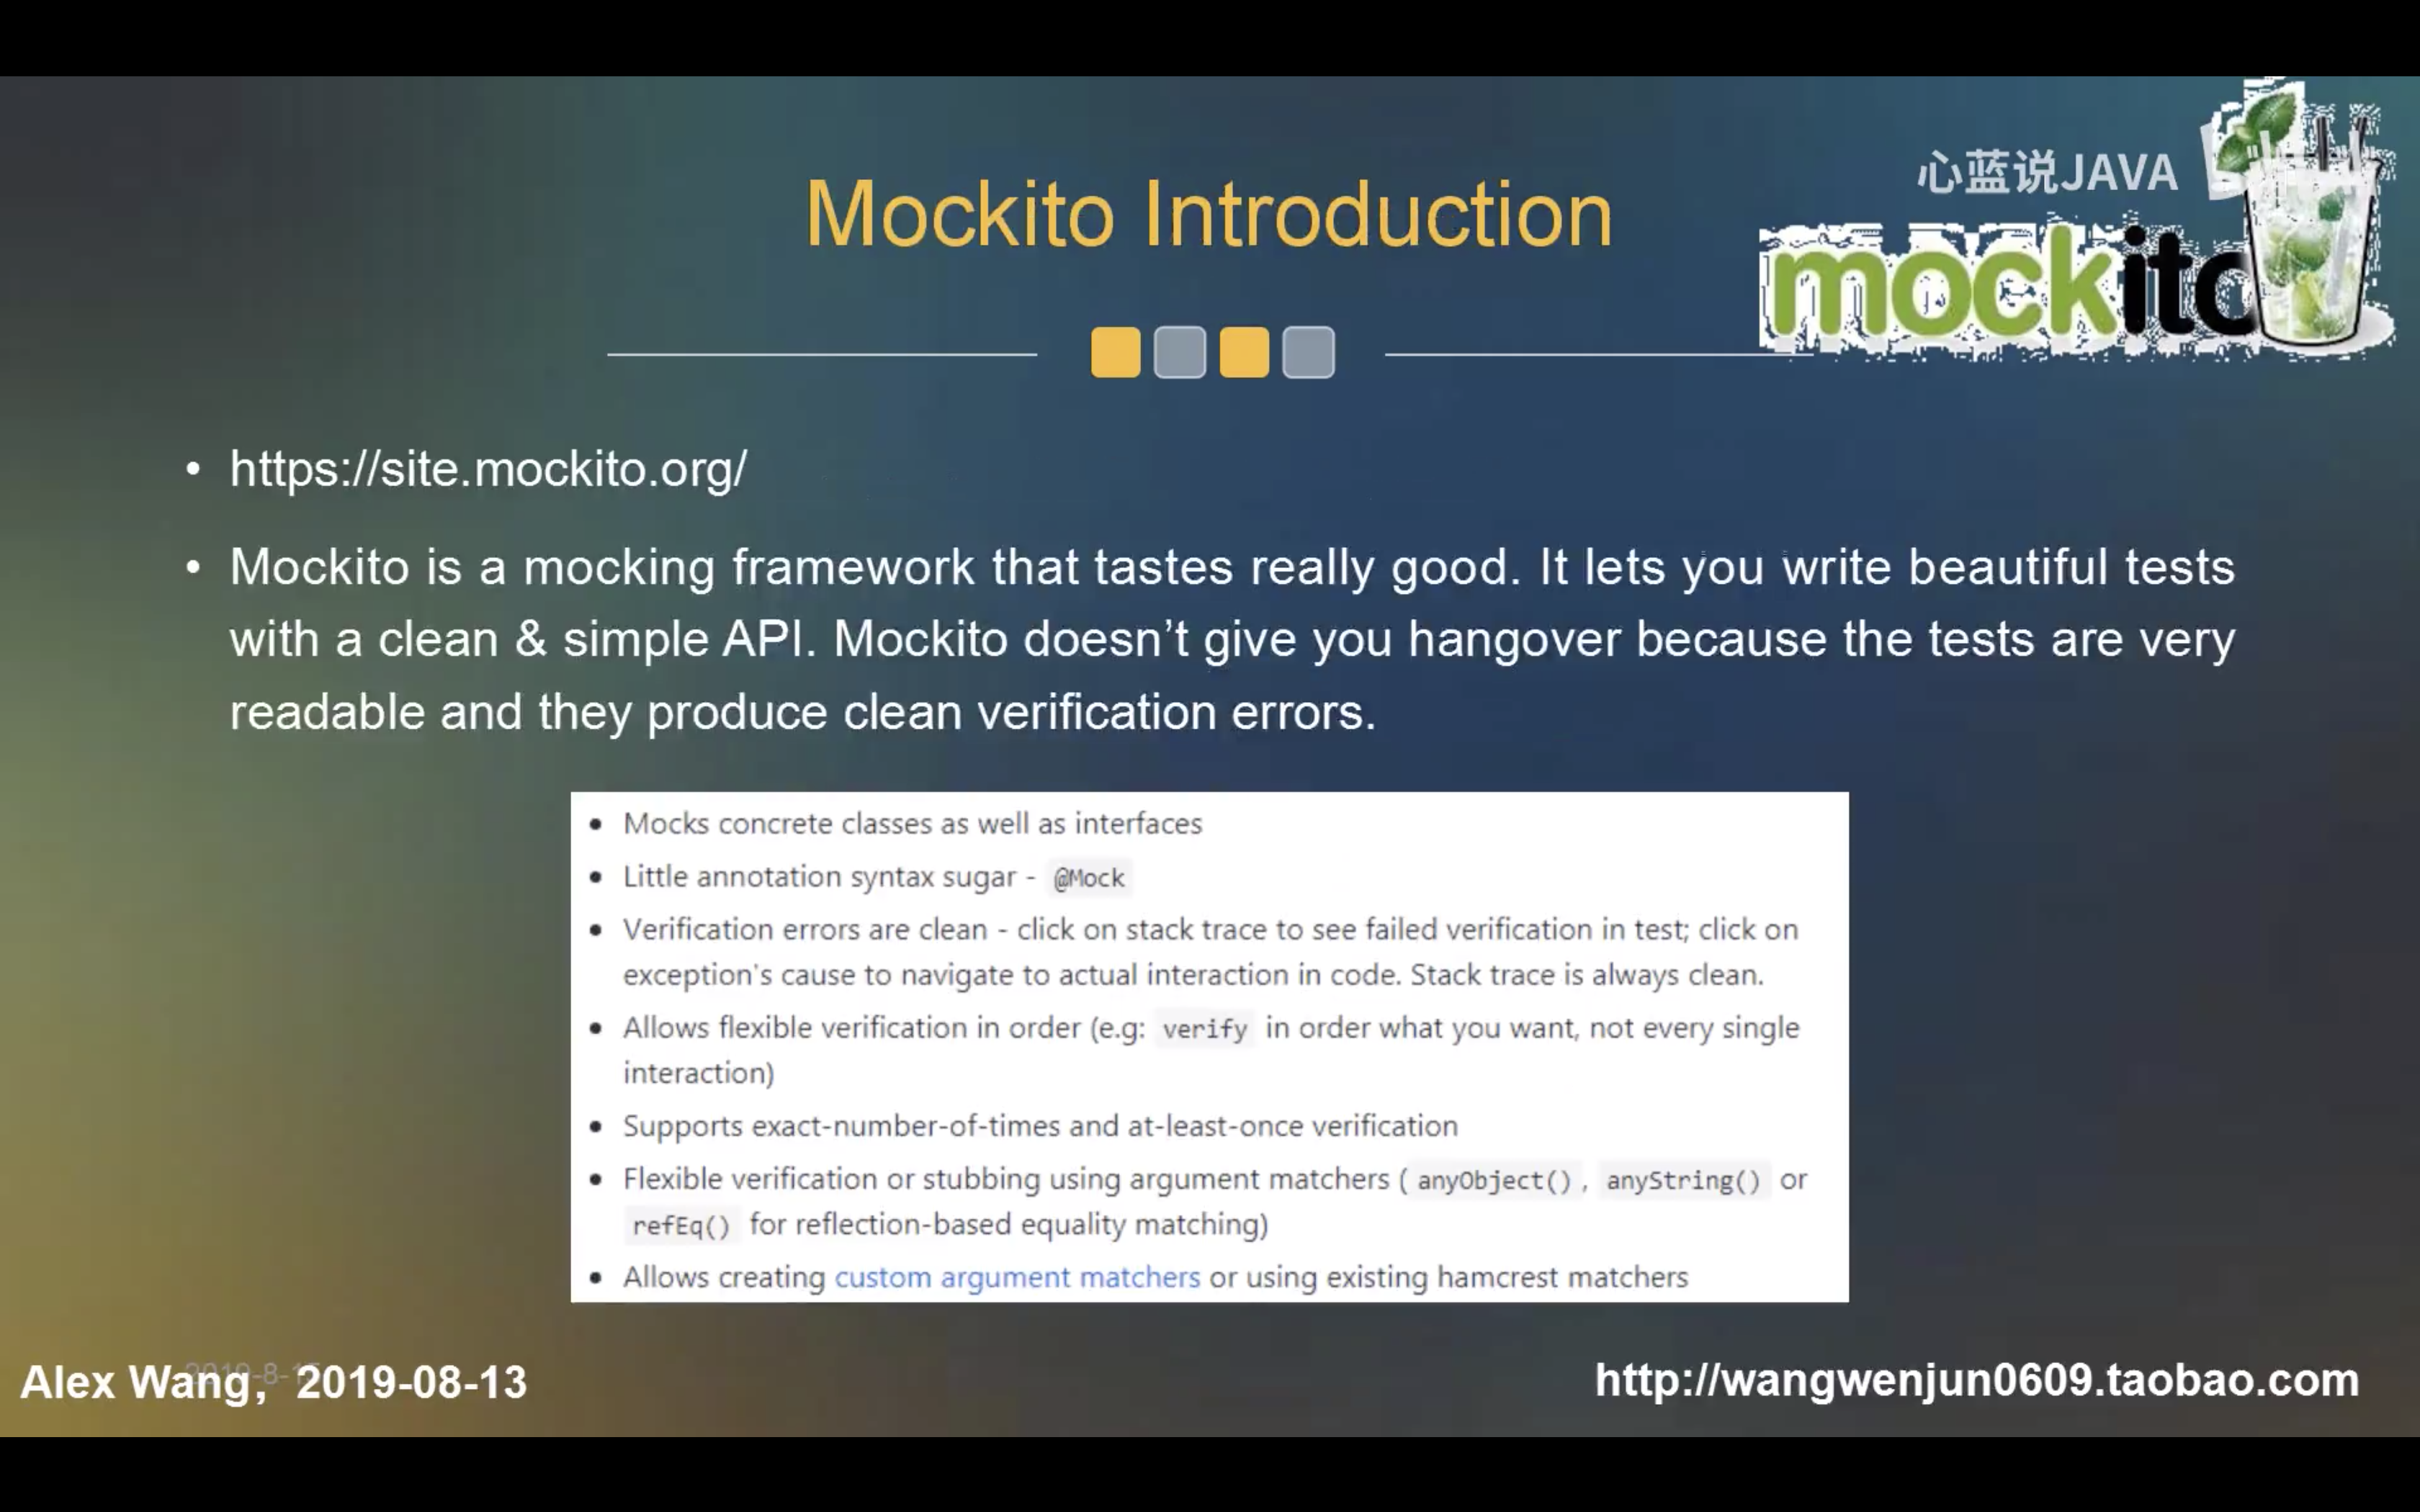 心蓝说JAVA
Mockito Introduction
mockito
• https://site.mockito.org/
• Mockito is a mocking framework that tastes really good. It lets you write beautiful tests
with a clean & simple API. Mockito doesn’t give you hangover because the tests are very
readable and they produce clean verification errors.
• Mocks concrete classes as well as interfaces
• Little annotation syntax sugar - @Mock
• Verification errors are clean - click on stack trace to see failed verification in test; click on
exception's cause to navigate to actual interaction in code. Stack trace is always clean.
• Allows flexible verification in order (e.g: verify in order what you want, not every single
interaction)
• Supports exact-number-of-times and at-least-once verification
• Flexible verification or stubbing using argument matchers ( anyObject() , anyString() or
refEq() for reflection-based equality matching)
• Allows creating custom argument matchers or using existing hamcrest matchers
Alex Wang, 2019-08-13
http://wangwenjun0609.taobao.com